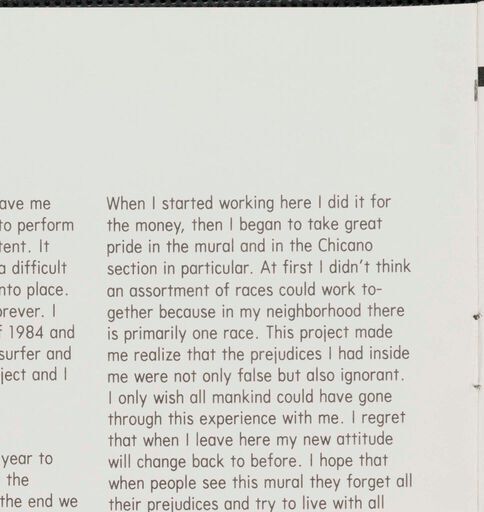 ave me
to perform
tent. It
a difficult
nto place.
orever. I
f 1984 and
surfer and
ject and I
year to
the
the end we
When I started working here I did it for
the money, then I began to take great
pride in the mural and in the Chicano
section in particular. At first I didn't think
an assortment of races could work to-
gether because in my neighborhood there
is primarily one race. This project made
me realize that the prejudices I had inside
me were not only false but also ignorant.
I only wish all mankind could have gone
through this experience with me. I regret
that when I leave here my new attitude
will change back to before. I hope that
when people see this mural they forget all
their prejudices and try to live with all